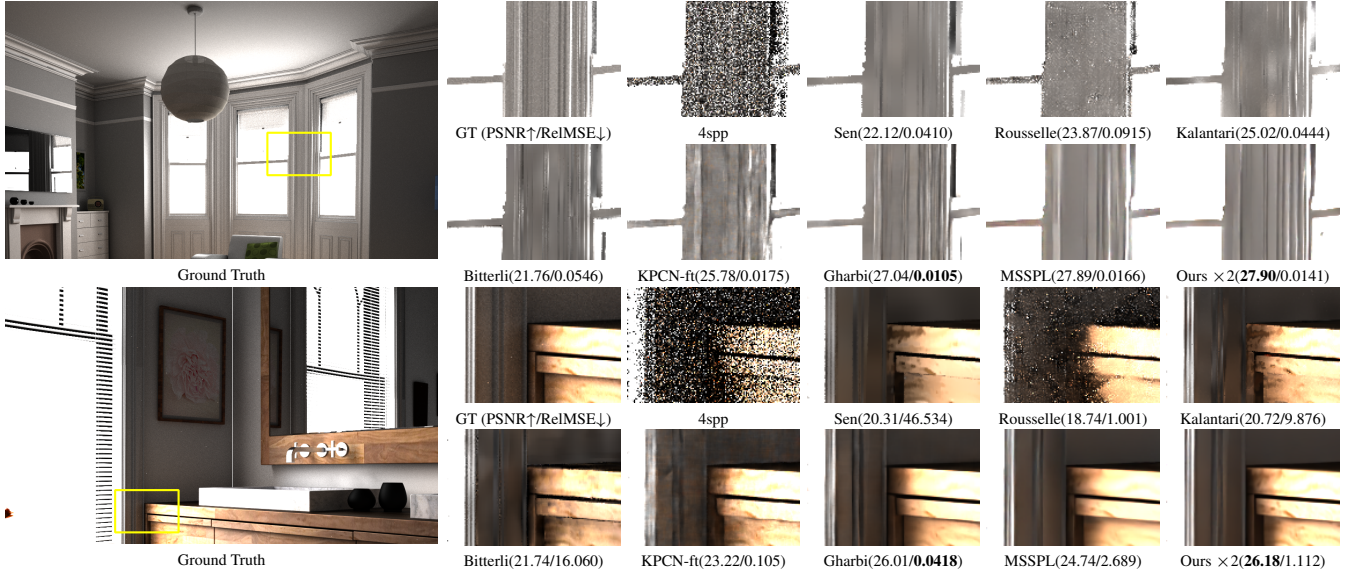 GT (PSNR↑/RelMSE↓) 4spp Sen(22.12/0.0410) Rousselle(23.87/0.0915) Kalantari(25.02/0.0444)
Ground Truth Bitterli(21.76/0.0546) KPCN-ft(25.78/0.0175) Gharbi(27.04/0.0105) MSSPL(27.89/0.0166) Ours ×2(27.90/0.0141)
GT (PSNR↑/RelMSE↓) 4spp Sen(20.31/46.534) Rousselle(18.74/1.001) Kalantari(20.72/9.876)
Ground Truth Bitterli(21.74/16.060) KPCN-ft(23.22/0.105) Gharbi(26.01/0.0418) MSSPL(24.74/2.689) Ours ×2(26.18/1.112)